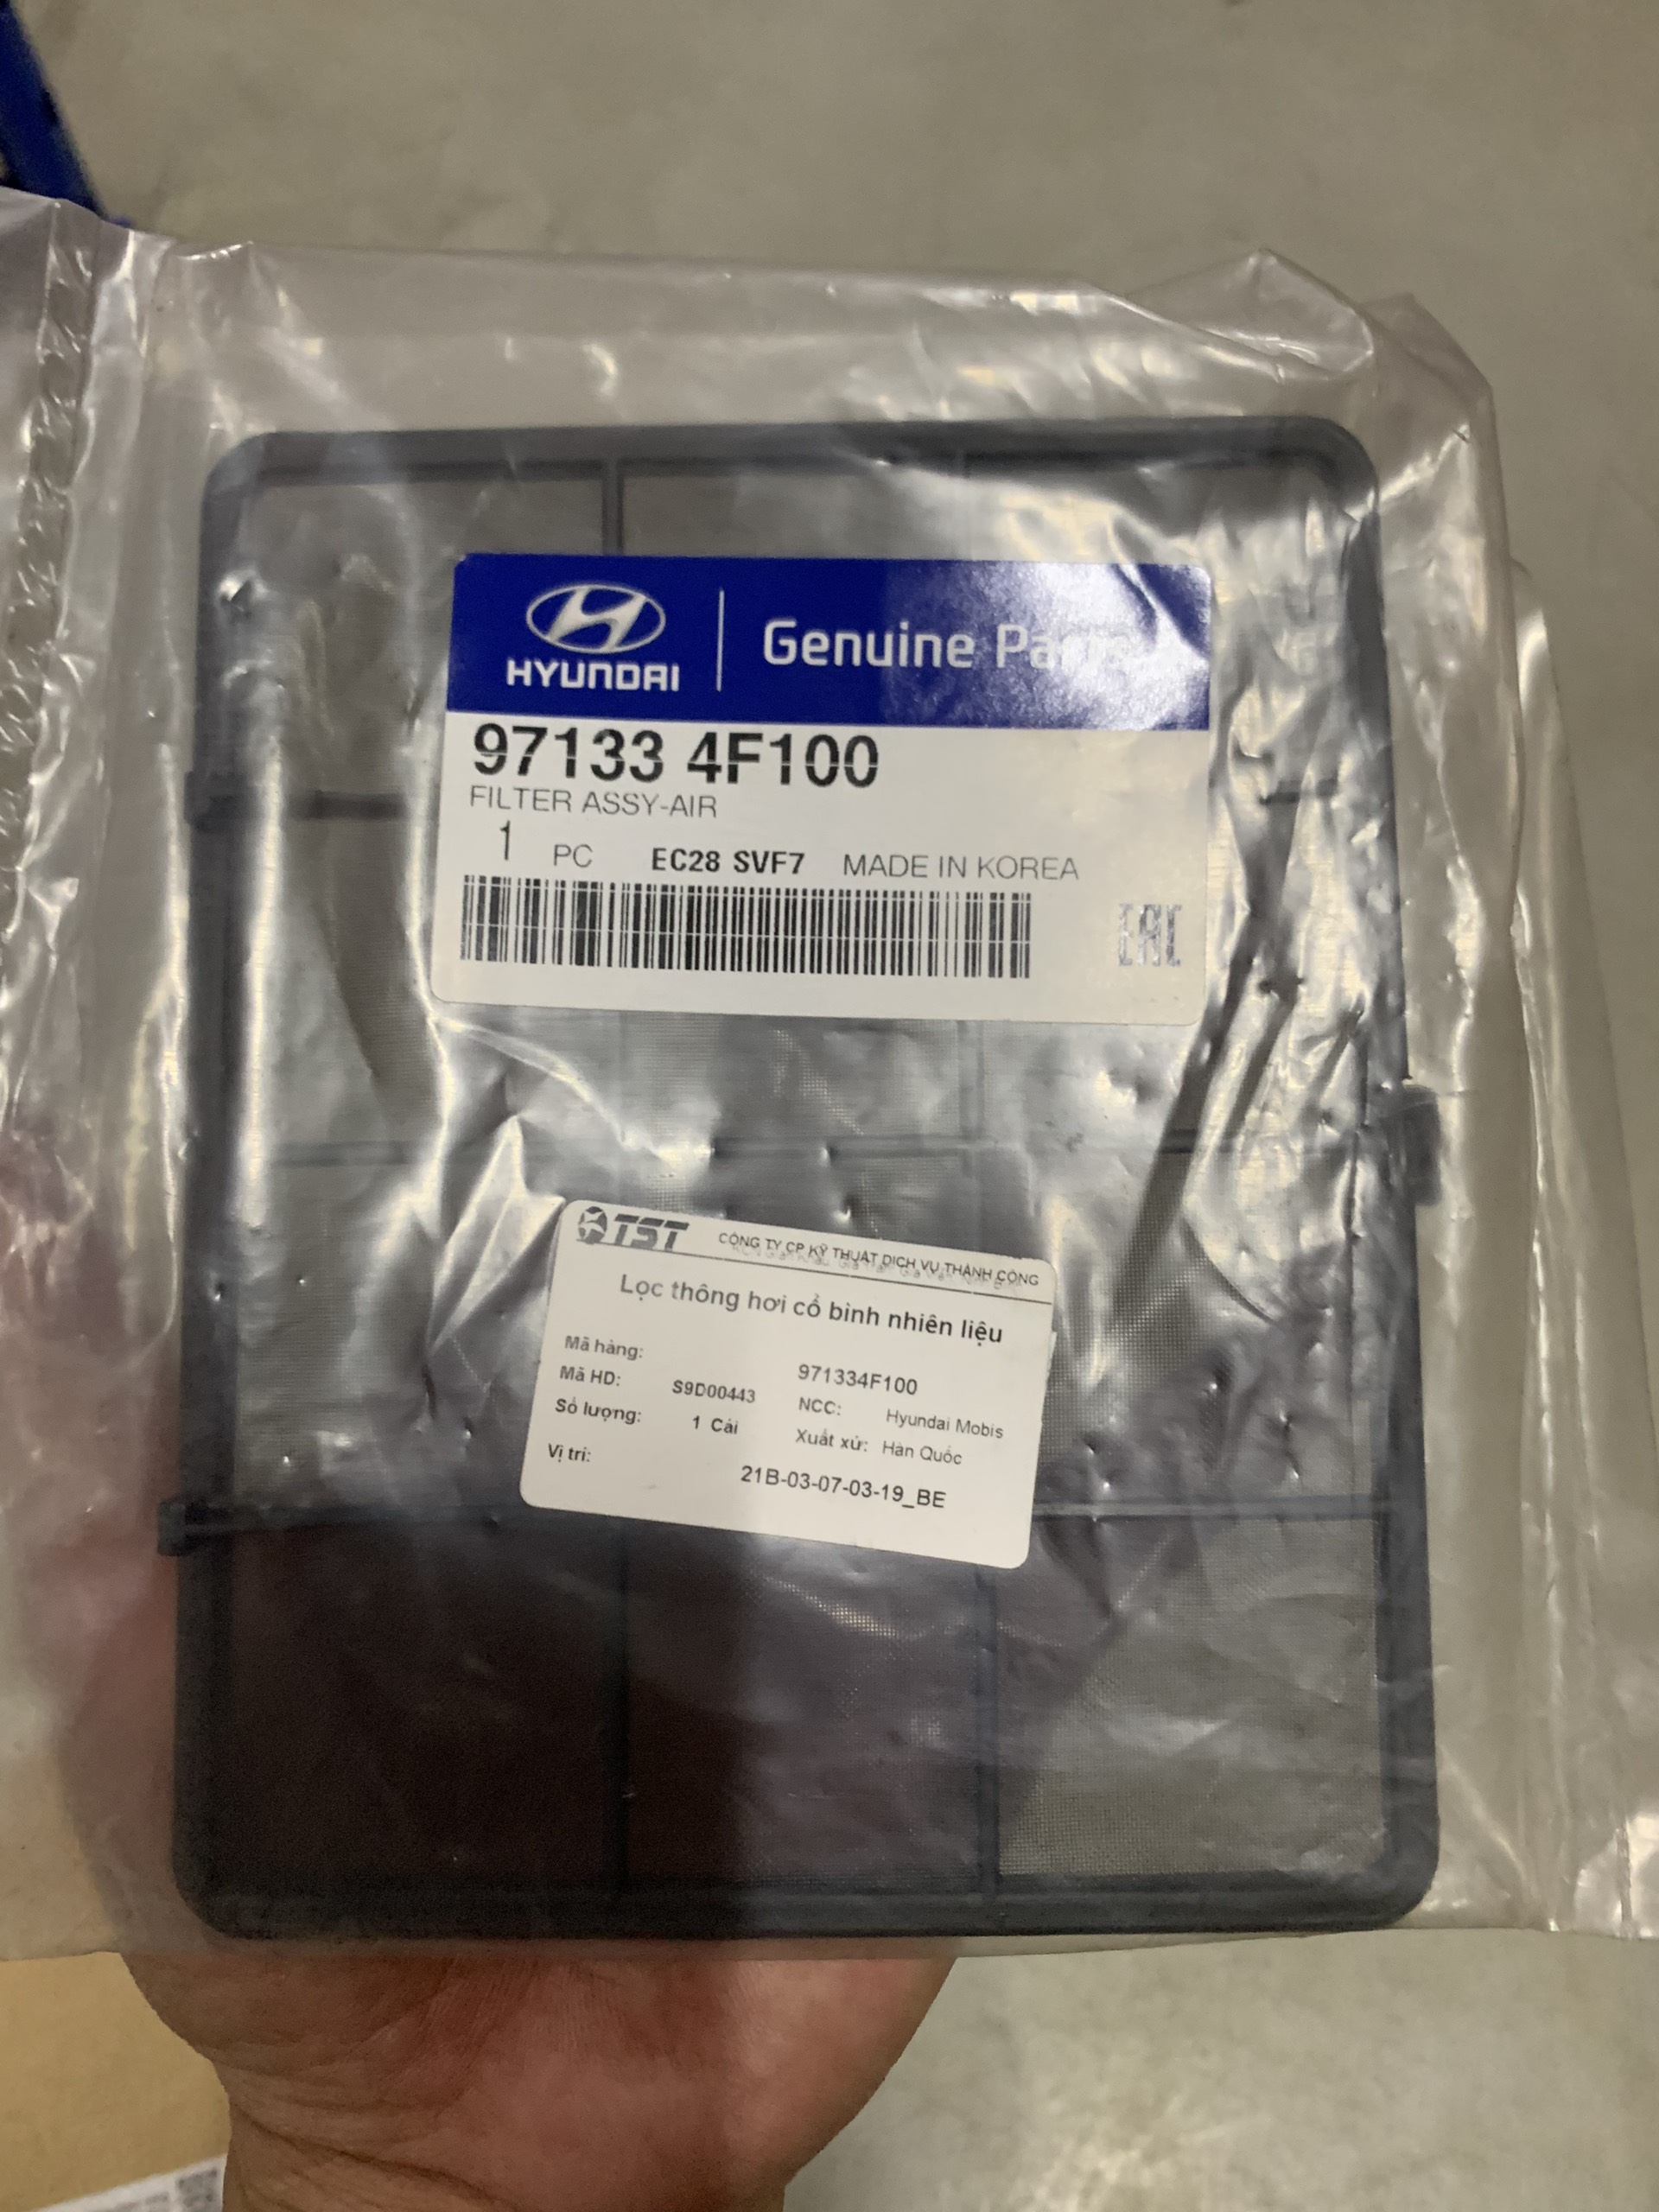 HYUNDAI
Genuine Parts
97133 4F100
FILTER ASSY-AIR
1 PC EC28 SVF7 MADE IN KOREA
EAC
TST CÔNG TY CP KỸ THUẬT DỊCH VỤ THÀNH CÔNG
Lọc thông hơi cổ bình nhiên liệu
Mã hàng: 971334F100
Mã HD: S9D00443 NCC: Hyundai Mobis
Số lượng: 1 Cái Xuất xứ: Hàn Quốc
Vị trí: 21B-03-07-03-19_BE